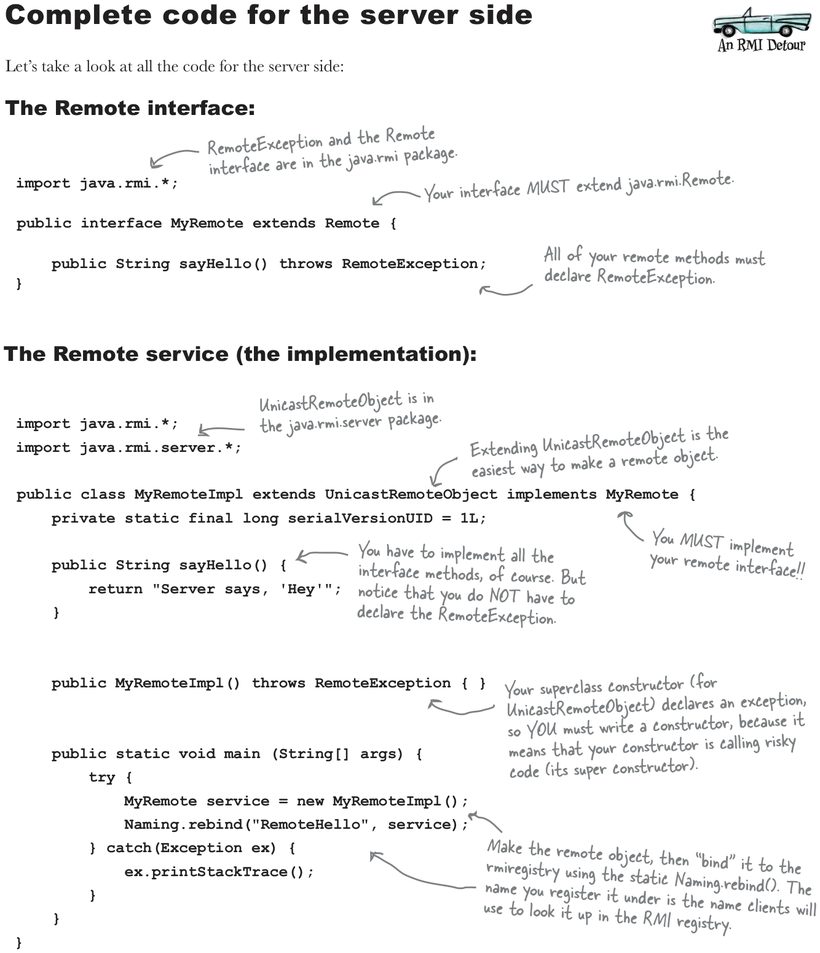 Complete code for the server side
An RMI Detour
Let's take a look at all the code for the server side:
The Remote interface:
RemoteException and the Remote
interface are in the java.rmi package.
import java.rmi.*;
Your interface MUST extend java.rmi.Remote.
public interface MyRemote extends Remote {
public String sayHello() throws RemoteException;
All of your remote methods must
declare RemoteException.
}
The Remote service (the implementation):
UnicastRemoteObject is in
the java.rmi.server package.
import java.rmi.*;
import java.rmi.server.*;
Extending UnicastRemoteObject is the
easiest way to make a remote object.
public class MyRemoteImpl extends UnicastRemoteObject implements MyRemote {
private static final long serialVersionUID = 1L;
You MUST implement
your remote interface!!
public String sayHello() {
return "Server says, 'Hey'";
}
You have to implement all the
interface methods, of course. But
notice that you do NOT have to
declare the RemoteException.
public MyRemoteImpl() throws RemoteException { }
Your superclass constructor (for
UnicastRemoteObject) declares an exception,
so YOU must write a constructor, because it
means that your constructor is calling risky
code (its super constructor).
public static void main (String[] args) {
try {
MyRemote service = new MyRemoteImpl();
Naming.rebind("RemoteHello", service);
} catch(Exception ex) {
ex.printStackTrace();
}
}
}
Make the remote object, then "bind" it to the
rmiregistry using the static Naming.rebind(). The
name you register it under is the name clients will
use to look it up in the RMI registry.